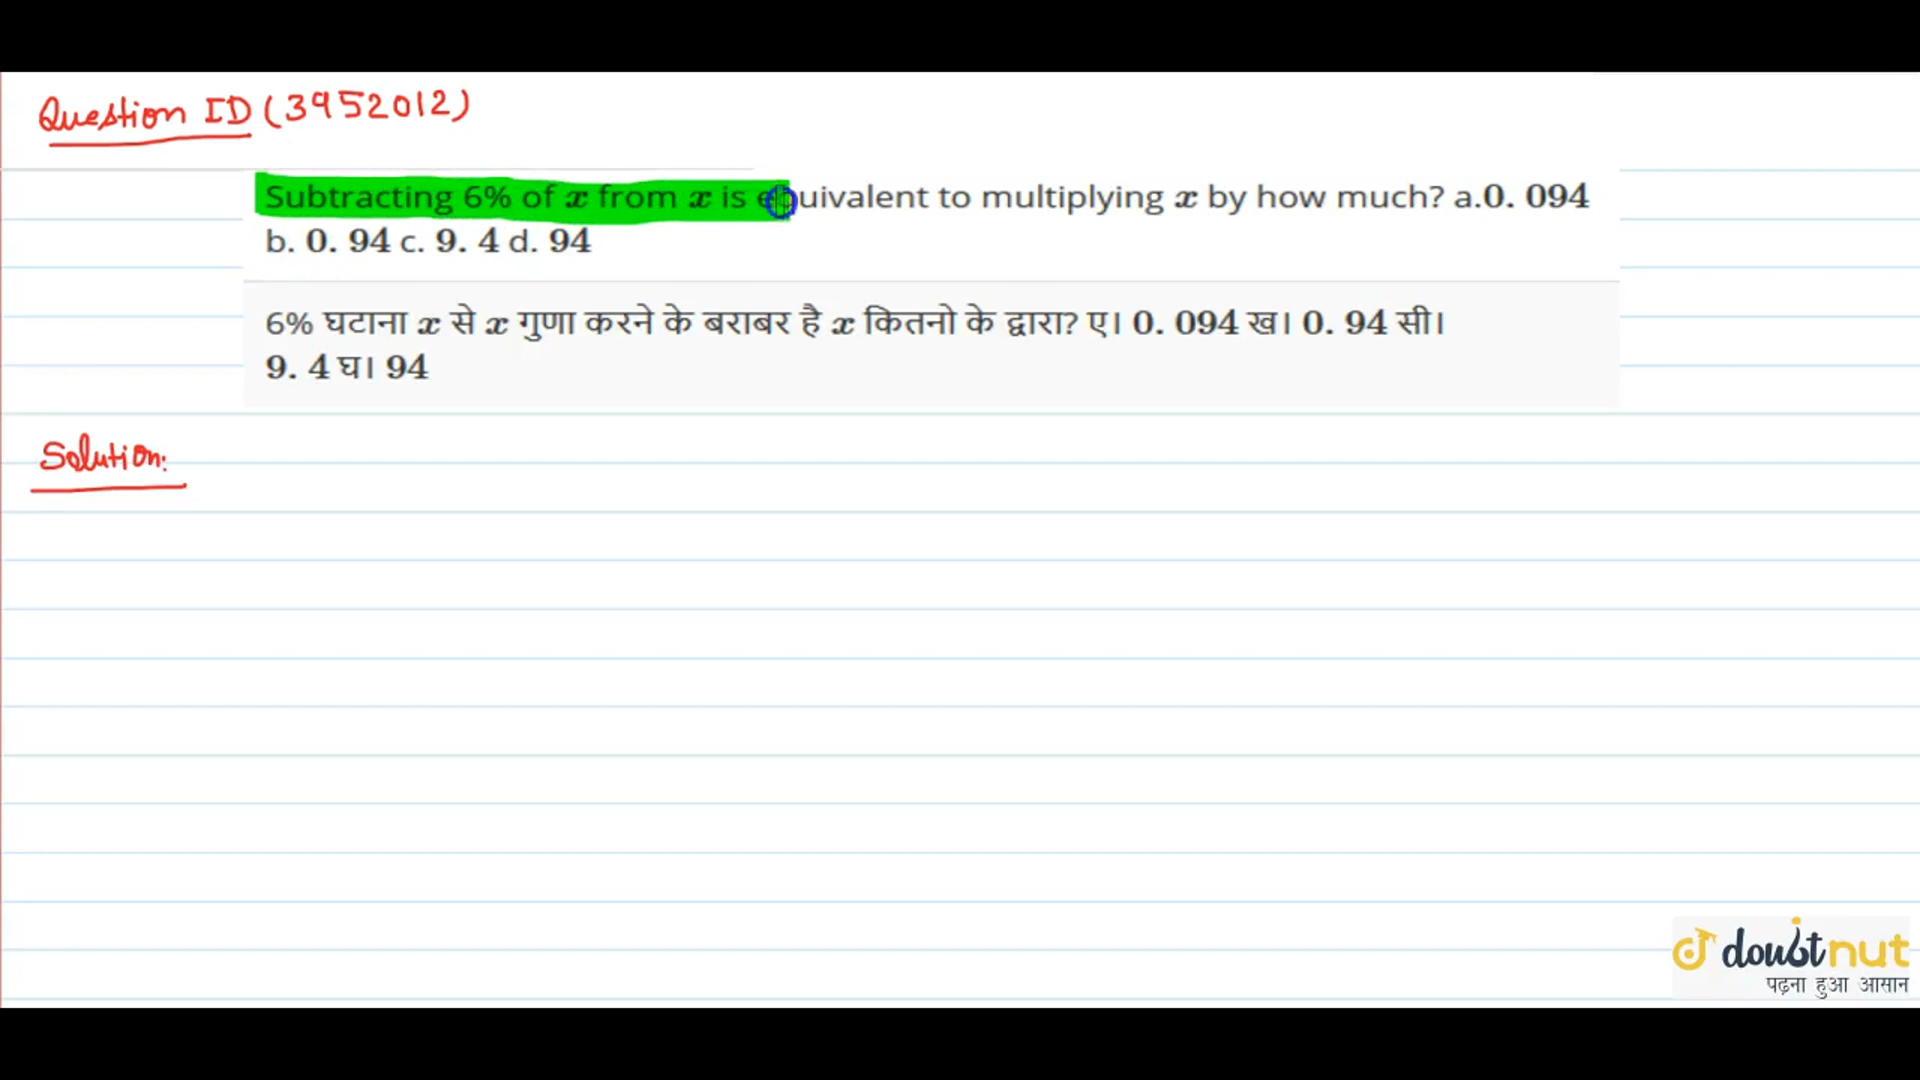 Question ID (3952012)
Subtracting 6% of x from x is equivalent to multiplying x by how much? a.0. 094
b. 0. 94 c. 9. 4 d. 94
6% घटाना x से x गुणा करने के बराबर है x कितनो के द्वारा? ए। 0. 094 ख। 0. 94 सी।
9. 4 घ। 94
Solution:
doubtnut
पढ़ना हुआ आसान